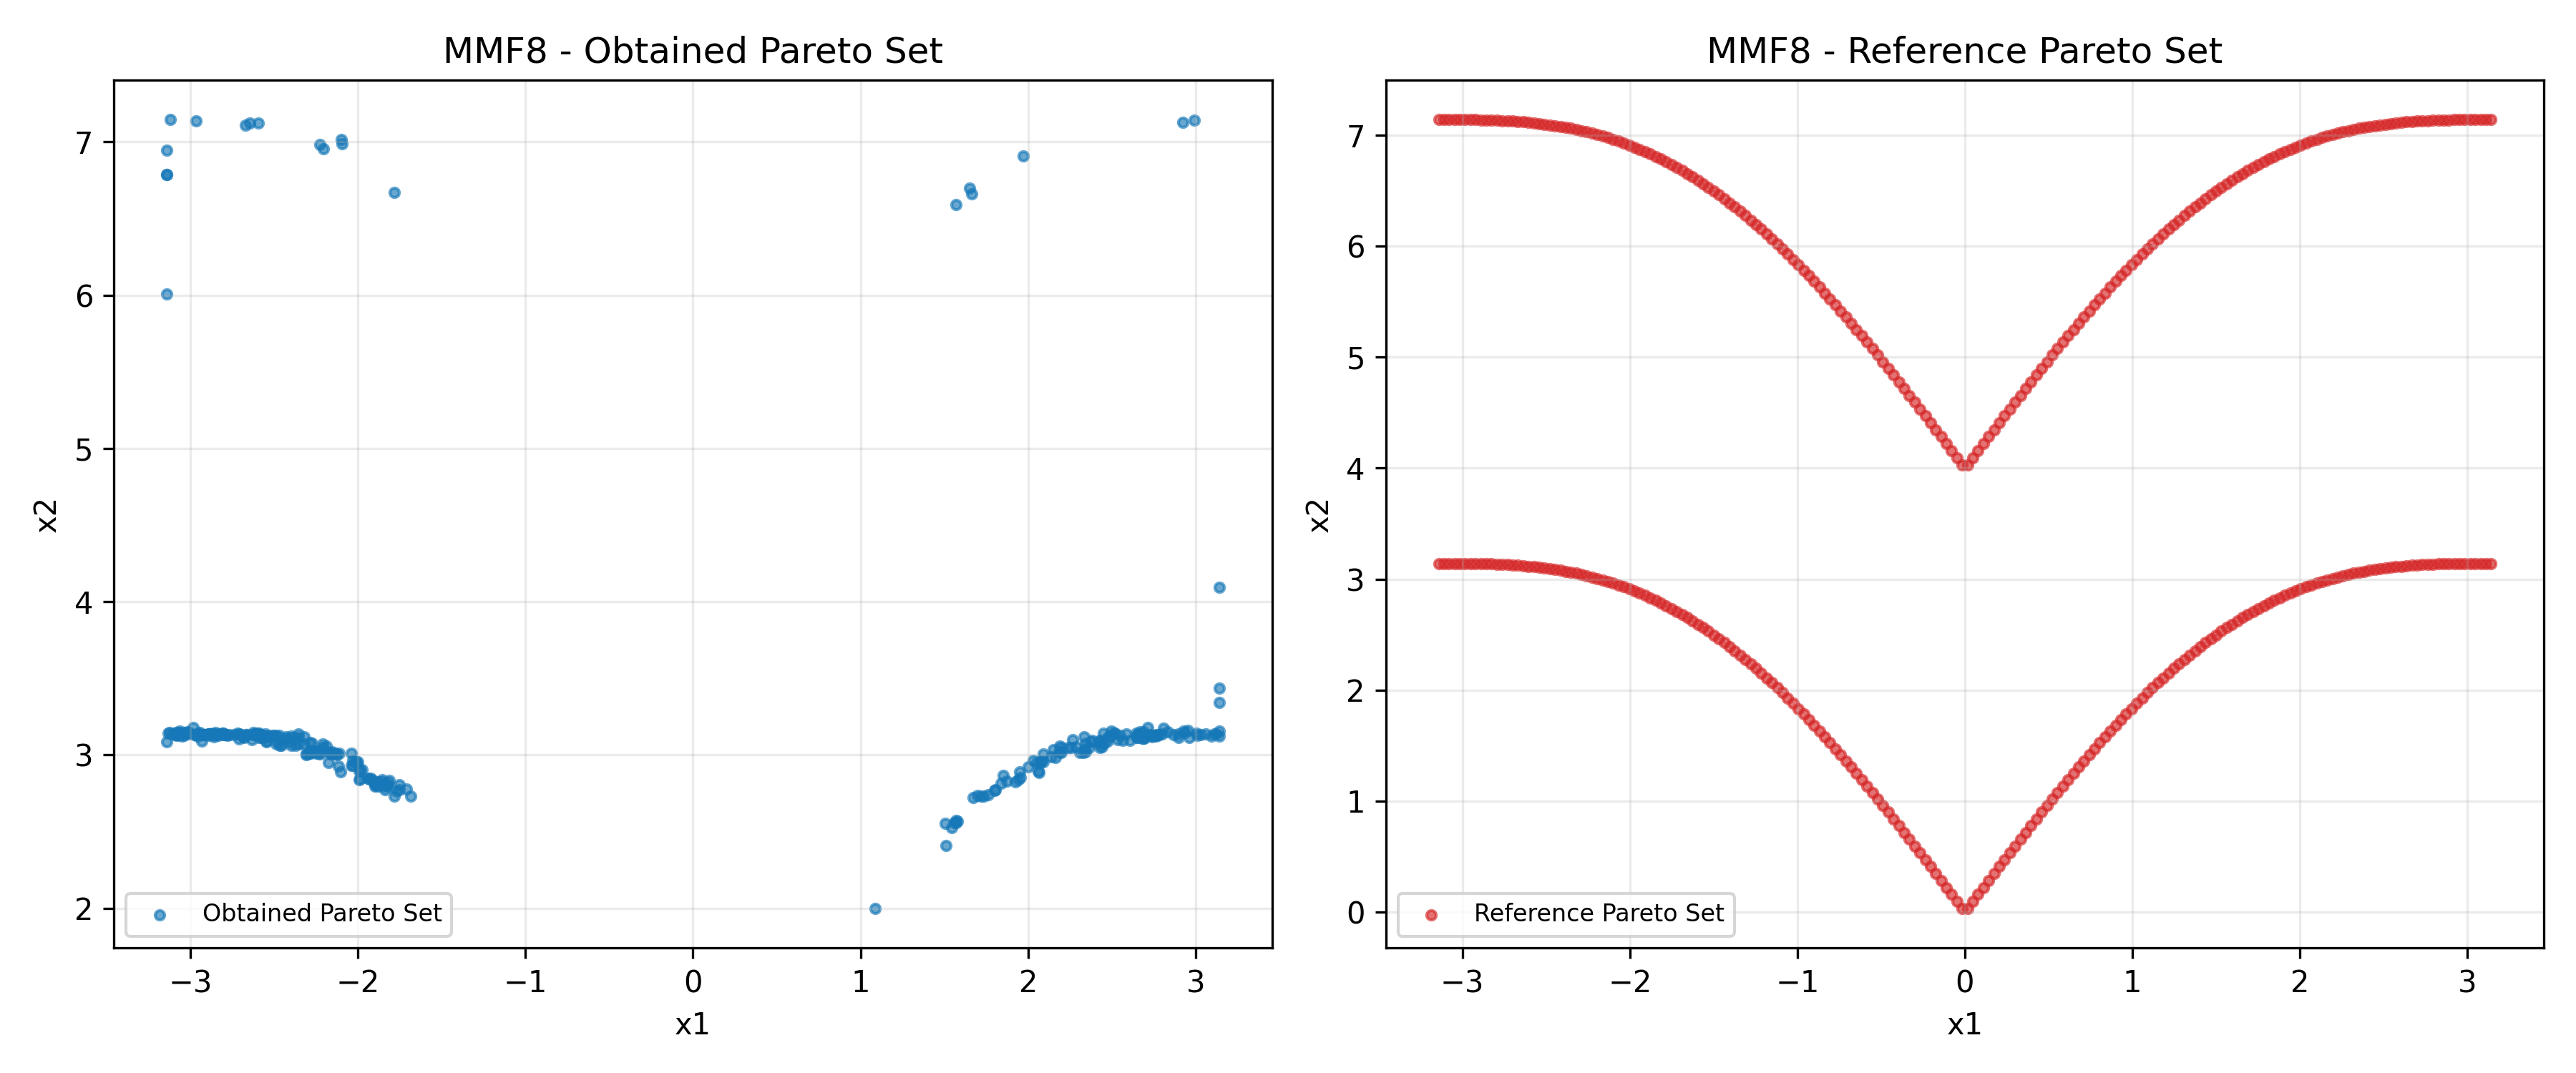 MMF8 - Obtained Pareto Set
7
6
5
4
3
2
x2
−3 −2 −1 0 1 2 3
x1
Obtained Pareto Set
MMF8 - Reference Pareto Set
7
6
5
4
3
2
1
0
x2
−3 −2 −1 0 1 2 3
x1
Reference Pareto Set